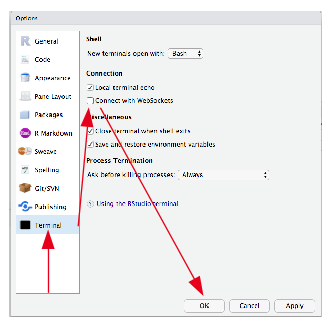 Options
General
Code
Appearance
Pane Layout
Packages
R Markdown
Sweave
Spelling
Git/SVN
Publishing
Terminal
Shell
New terminals open with: Bash
Connection
Local terminal echo
Connect with WebSockets
Miscellaneous
Close terminal when shell exits
Save and restore environment variables
Process Termination
Ask before killing processes: Always
? Using the RStudio terminal
OK Cancel Apply